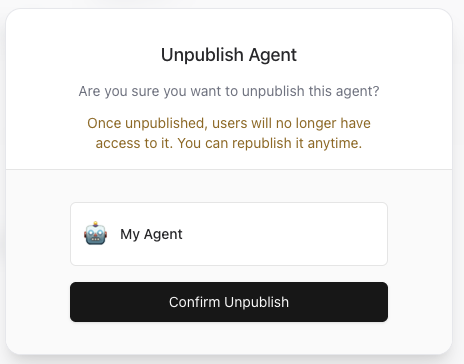 Unpublish Agent
Are you sure you want to unpublish this agent?
Once unpublished, users will no longer have
access to it. You can republish it anytime.
My Agent
Confirm Unpublish